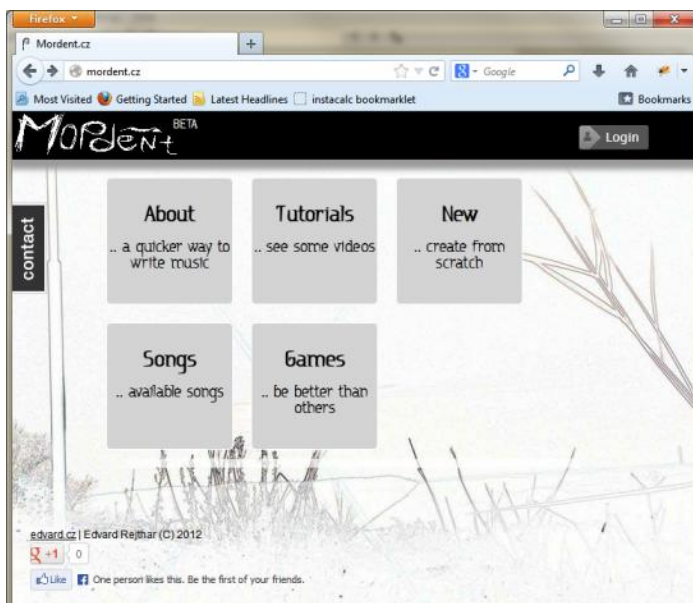 Firefox
Mordent.cz
mordent.cz
Google
Most Visited Getting Started Latest Headlines instacalc bookmarklet Bookmarks
Mordent BETA
Login
contact
About
.. a quicker way to
write music
Tutorials
.. see some videos
New
.. create from
scratch
Songs
.. available songs
Games
.. be better than
others
edvard.cz | Edvard Rejthar (C) 2012
g +1 0
Like One person likes this. Be the first of your friends.